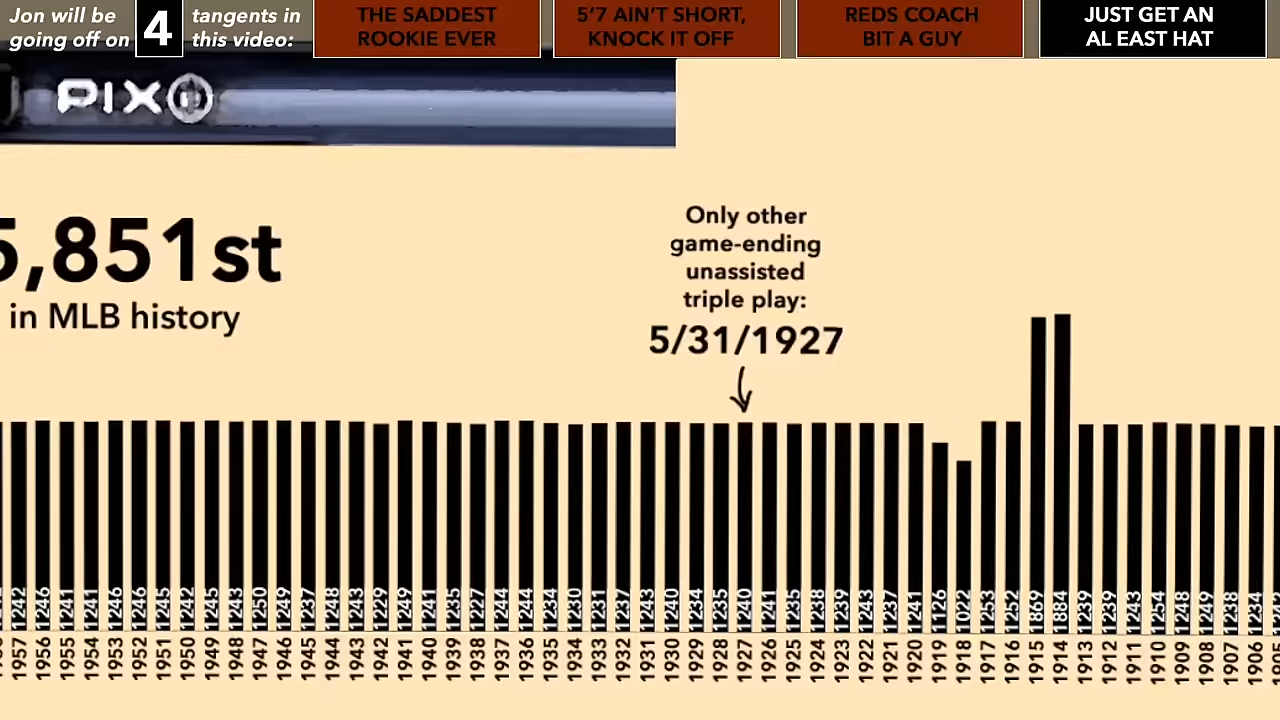 Jon will be
going off on
4
tangents in
this video:
THE SADDEST
ROOKIE EVER
5‘7 AIN’T SHORT,
KNOCK IT OFF
REDS COACH
BIT A GUY
JUST GET AN
AL EAST HAT
PIX
5,851st
in MLB history
Only other
game-ending
unassisted
triple play:
5/31/1927
1242 1246 1241 1241 1246 1246 1245 1242 1245 1243 1250 1249 1237 1248 1243 1229 1249 1241 1235 1227 1244 1244 1234 1230 1231 1237 1243 1240 1234 1235 1240 1241 1235 1238 1239 1243 1237 1241 1126 1022 1253 1252 1869 1884 1239 1239 1243 1254 1248 1249 1238 1234
1957 1956 1955 1954 1953 1952 1951 1950 1949 1948 1947 1946 1945 1944 1943 1942 1941 1940 1939 1938 1937 1936 1935 1934 1933 1932 1931 1930 1929 1928 1927 1926 1925 1924 1923 1922 1921 1920 1919 1918 1917 1916 1915 1914 1913 1912 1911 1910 1909 1908 1907 1906